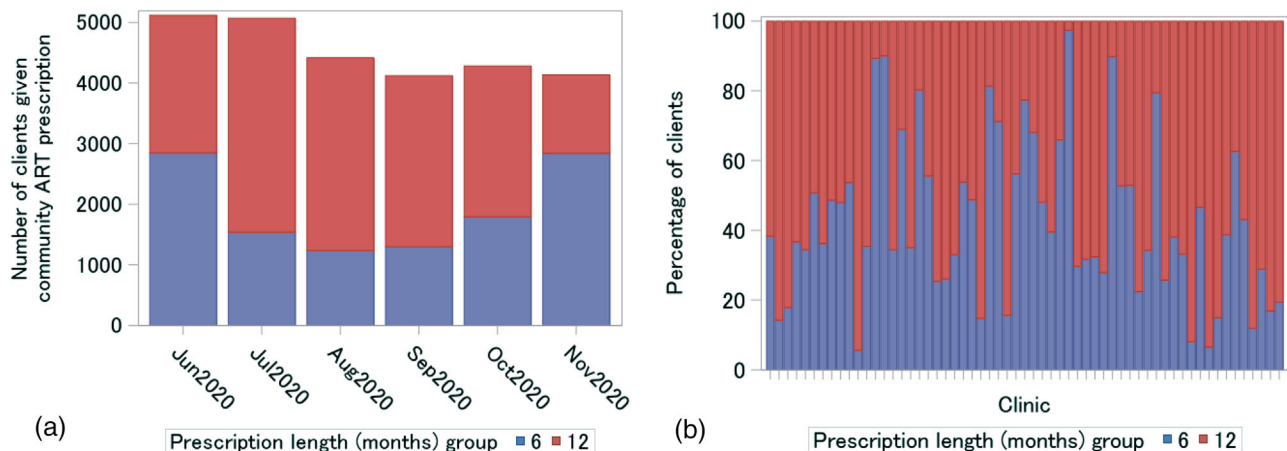 Number of clients given
community ART prescription
5000
4000
3000
2000
1000
0
Jun2020
Jul2020
Aug2020
Sep2020
Oct2020
Nov2020
(a)
Prescription length (months) group 6 12
Percentage of clients
100
80
60
40
20
0
Clinic
(b)
Prescription length (months) group 6 12